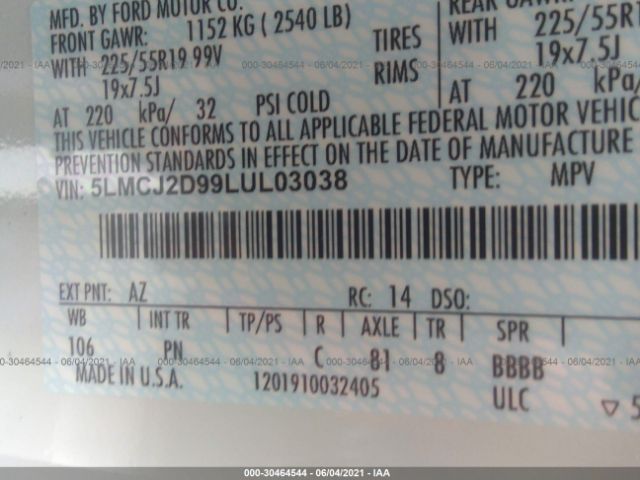 MFD. BY FORD MOTOR CO.
FRONT GAWR: 1152 KG ( 2540 LB)
WITH 225/55R19 99V TIRES
19x7.5J RIMS
AT 220 kPa/ 32 PSI COLD
REAR GAWR
WITH 225/55R1
19x7.5J
AT 220 kPa/
THIS VEHICLE CONFORMS TO ALL APPLICABLE FEDERAL MOTOR VEHIC
PREVENTION STANDARDS IN EFFECT ON THE DATE OF MANUFACTURE
VIN: 5LMCJ2D99LUL03038 TYPE: MPV
EXT PNT: AZ RC: 14 DSO:
WB INT TR TP/PS R AXLE TR SPR
106 PN C 81 8 BBBB
MADE IN U.S.A. 1201910032405 ULC
000-30464544 - 06/04/2021 - IAA